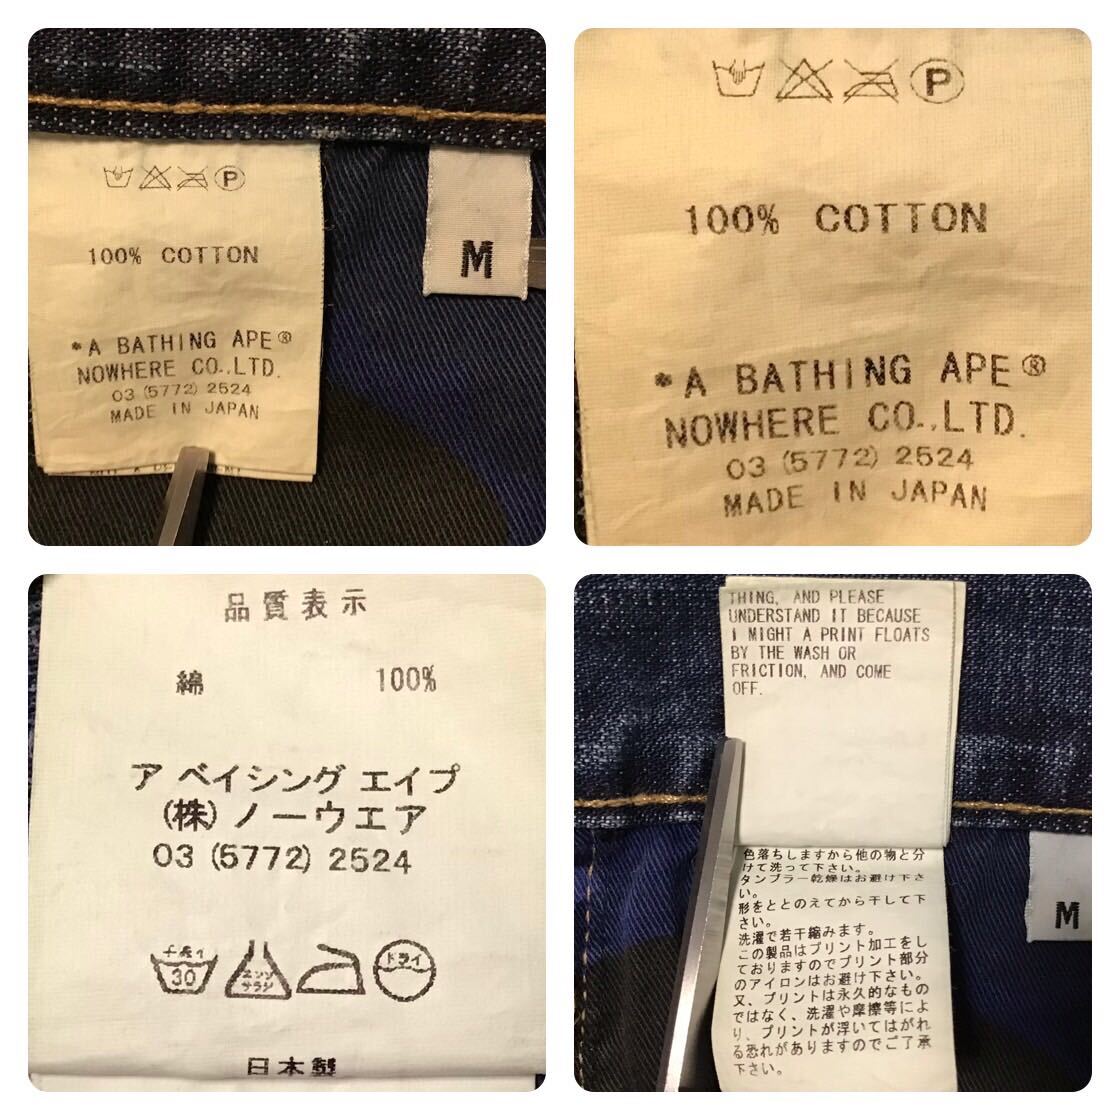 P
100% COTTON
*A BATHING APE®
NOWHERE CO.,LTD.
03 (5772) 2524
MADE IN JAPAN
M
P
100% COTTON
*A BATHING APE®
NOWHERE CO.,LTD.
03 (5772) 2524
MADE IN JAPAN
品質表示
綿 100%
ア ベイシング エイプ
(株)ノーウエア
03 (5772) 2524
30
エンソ
サラシ
ドライ
日本製
THING, AND PLEASE
UNDERSTAND IT BECAUSE
I MIGHT A PRINT FLOATS
BY THE WASH OR
FRICTION, AND COME
OFF.
色落ちしますから他の物と分
けて洗って下さい。
タンブラー乾燥はお避け下さ
い。
形をととのえてから干して下
さい。
洗濯で若干縮みます。
この製品はプリント加工をし
ておりますのでプリント部分
のアイロンはお避け下さい。
又、プリントは永久的なもの
ではなく、洗濯や摩擦等によ
り、プリントが浮いてはがれ
る恐れがありますのでご了承
下さい。
M